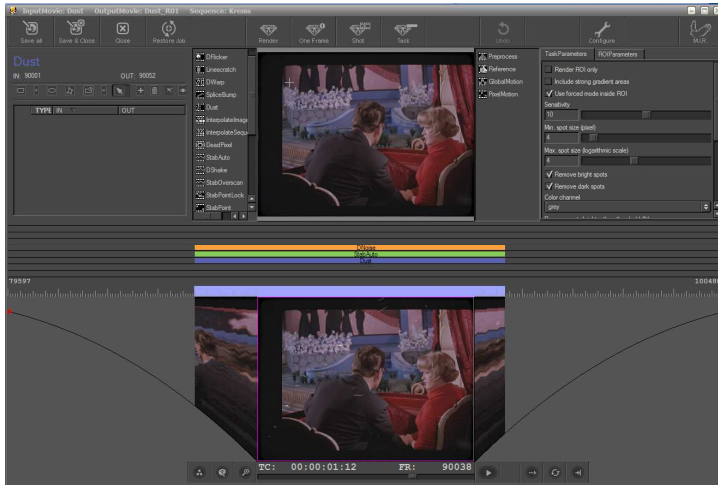 InputMovie: Dust OutputMovie: Dust_R01 Sequence: Krems
Save all Save & Close Close Restore Job Render One Frame Shot Task Undo Configure M.I.R.
Dust
IN: 90001 OUT: 90052
TYPE IN OUT
DFlicker
Linescratch
DWarp
SpliceBump
Dust
InterpolateImage
InterpolateSequ
DeadPixel
StabAuto
DShake
StabOverscan
StabPointLock
StabPoint
Preprocess
Reference
GlobalMotion
PixelMotion
TaskParameters ROIParameters
Render ROI only
Include strong gradient areas
Use forced mode inside ROI
Sensitivity
10
Min. spot size (pixel)
4
Max. spot size (logarithmic scale)
4
Remove bright spots
Remove dark spots
Color channel
grey
DNoise
StabAuto
Dust
79597
TC: 00:00:01:12 FR: 90038